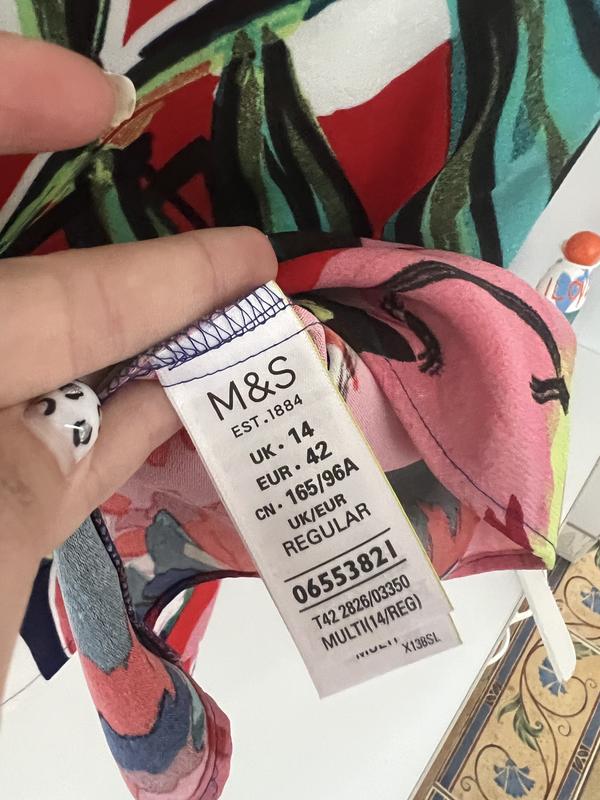 M&S
EST. 1884
UK · 14
EUR · 42
CN · 165/96A
UK/EUR
REGULAR
06553821
T42 2826/03350
MULTI(14/REG)
X138SL